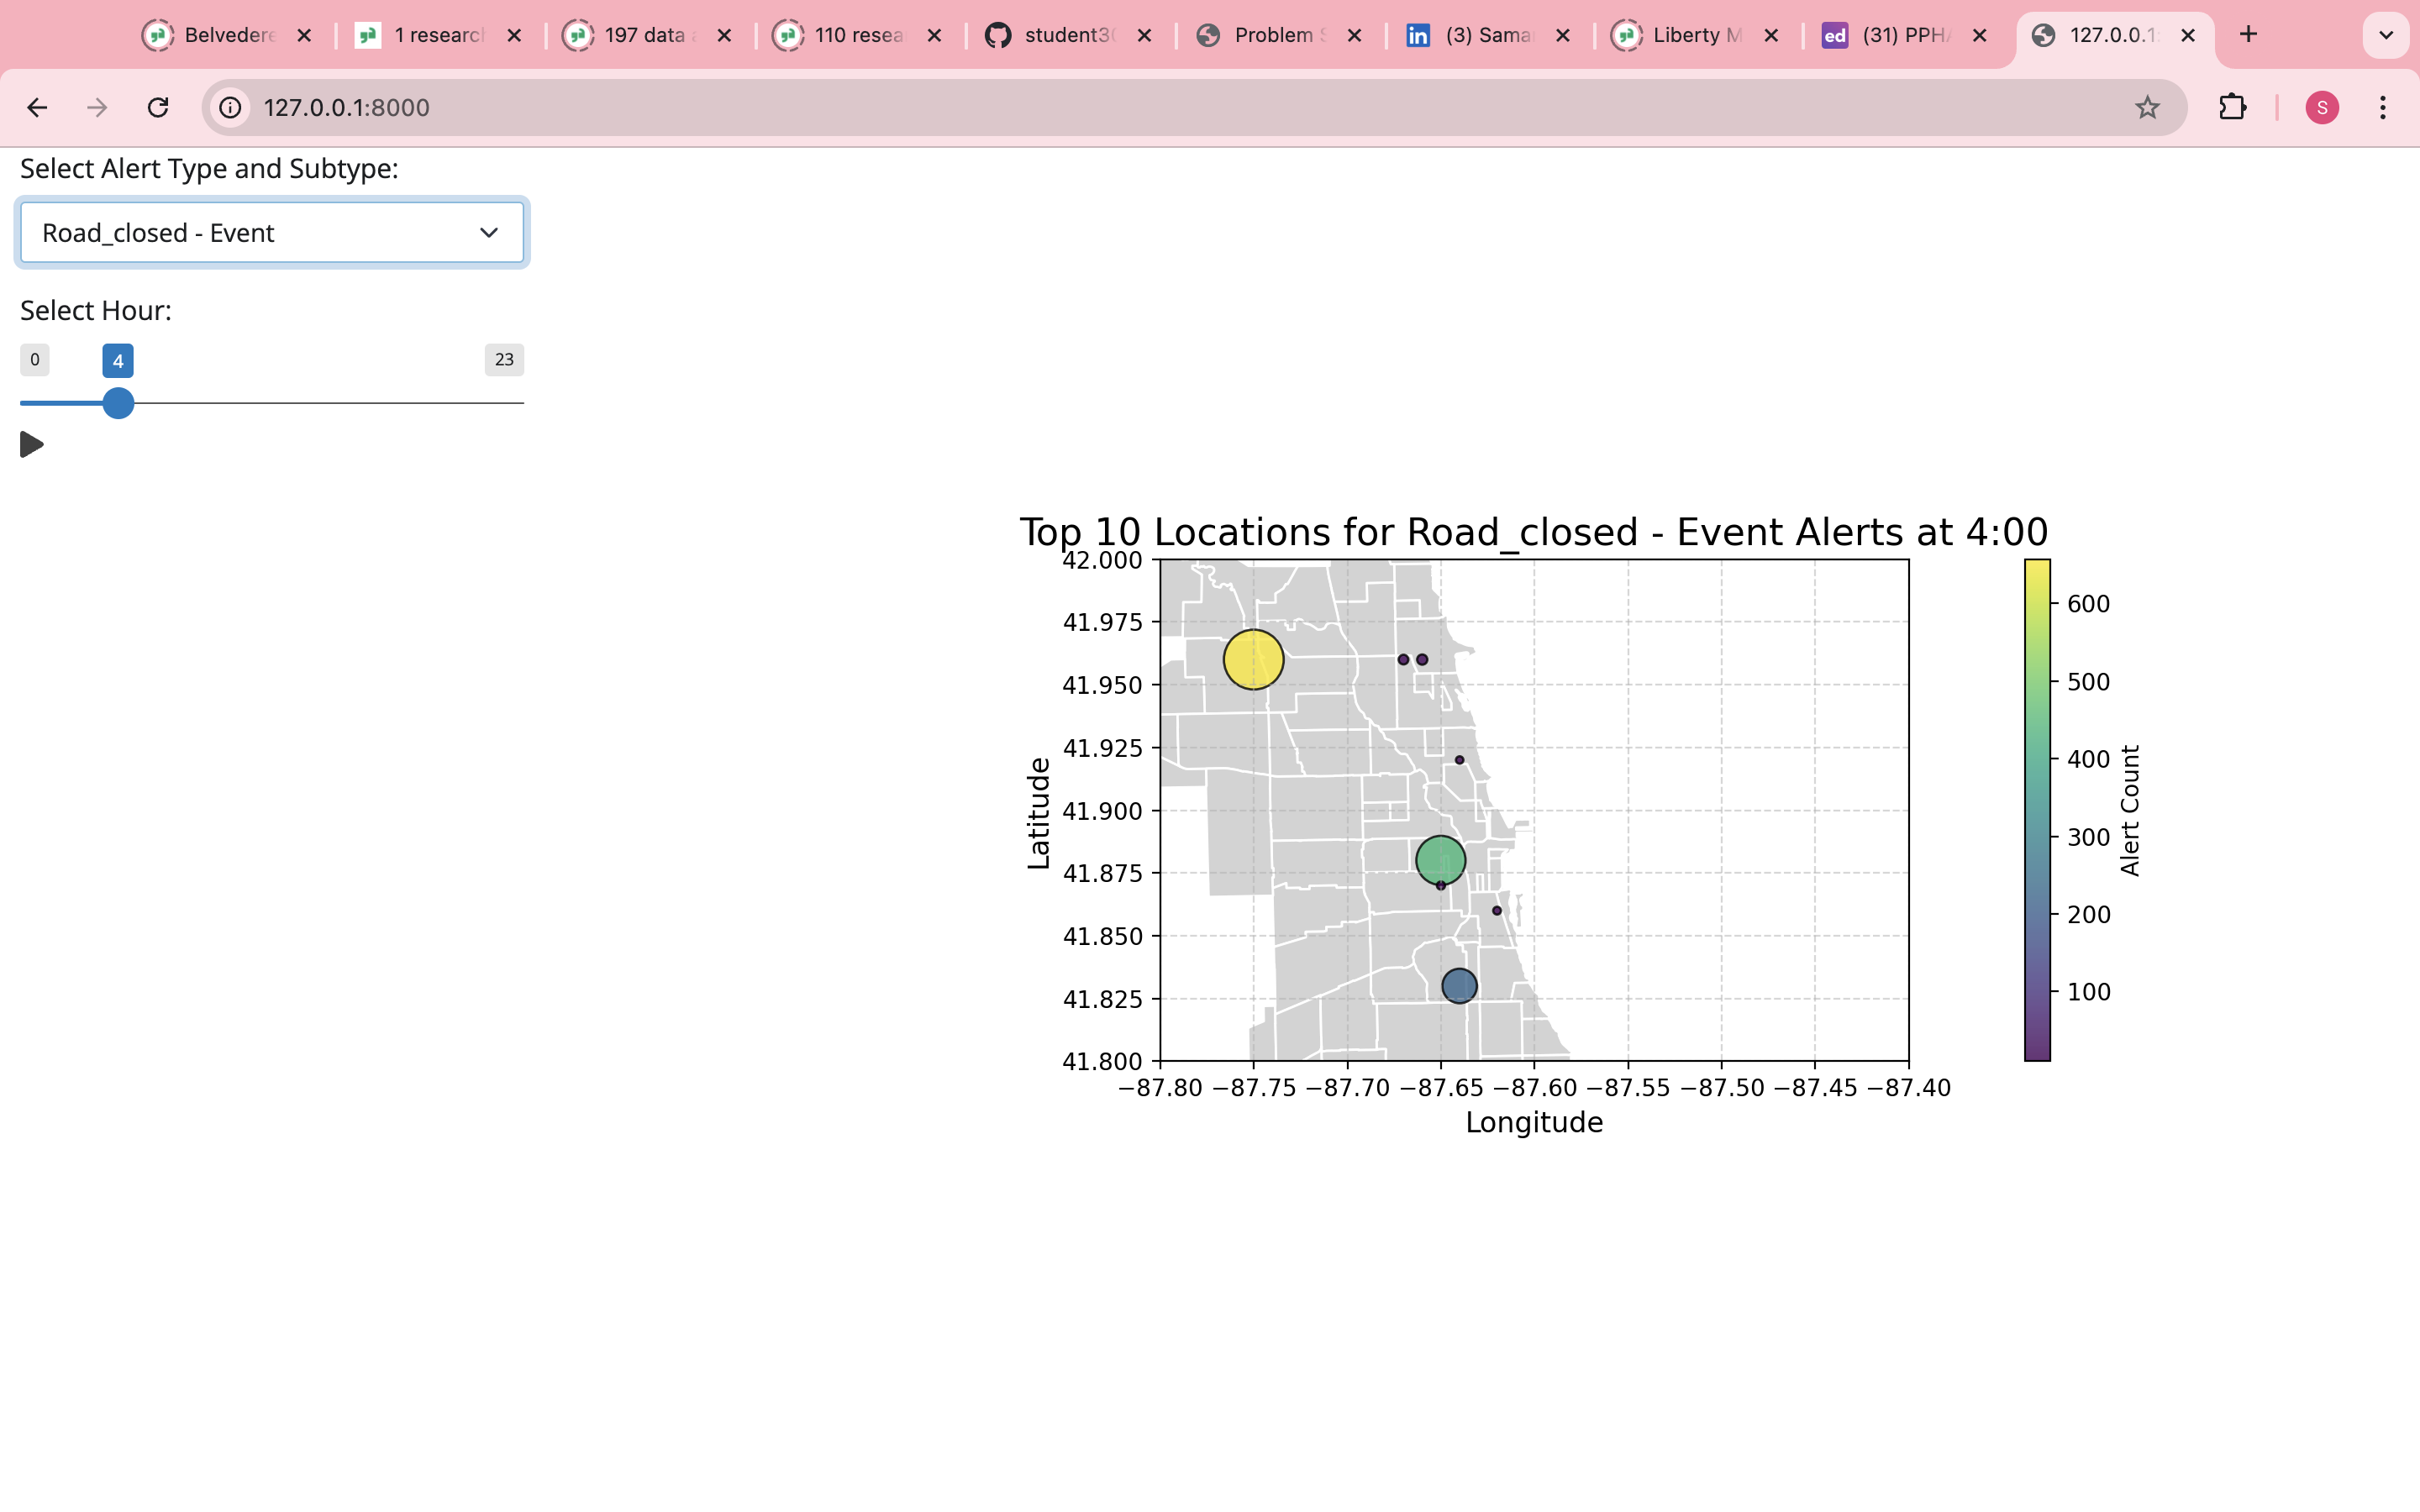 Belvedere
1 research
197 data a
110 resea
student30
Problem S
(3) Sama
Liberty M
(31) PPHA
127.0.0.1:
127.0.0.1:8000
S
Select Alert Type and Subtype:
Road_closed - Event
Select Hour:
0
4
23
Top 10 Locations for Road_closed - Event Alerts at 4:00
42.000
41.975
41.950
41.925
41.900
41.875
41.850
41.825
41.800
Latitude
−87.80 −87.75 −87.70 −87.65 −87.60 −87.55 −87.50 −87.45 −87.40
Longitude
600
500
400
300
200
100
Alert Count
in
ed